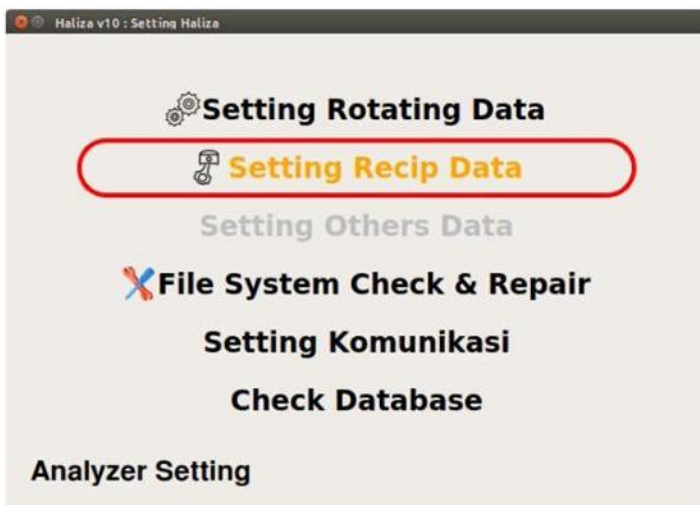 Haliza v10 : Setting Haliza
Setting Rotating Data
Setting Recip Data
Setting Others Data
File System Check & Repair
Setting Komunikasi
Check Database
Analyzer Setting